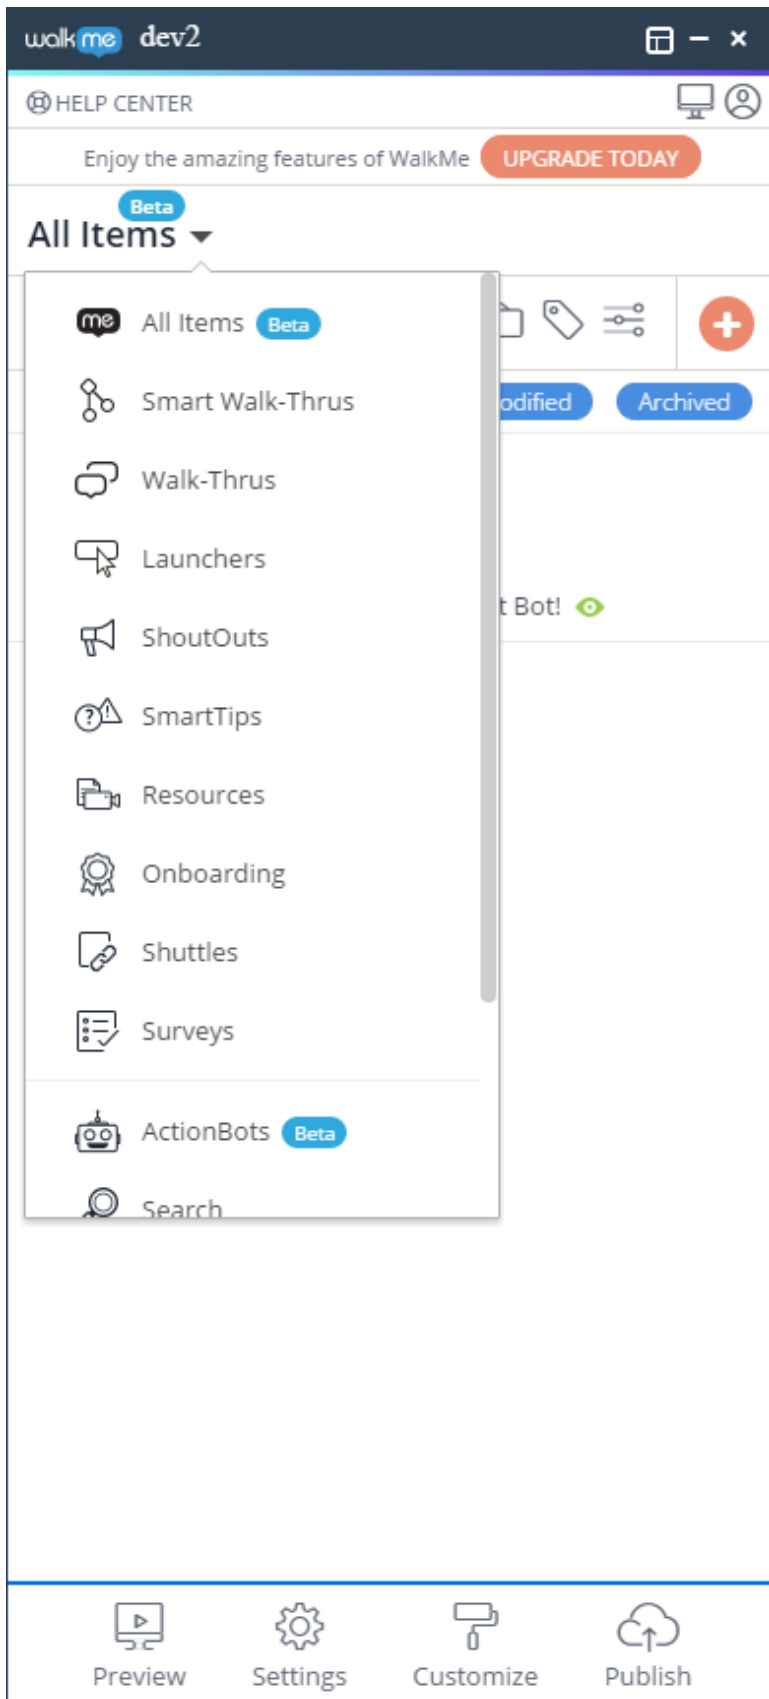 walkme dev2
HELP CENTER
Enjoy the amazing features of WalkMe UPGRADE TODAY
Beta
All Items
me All Items Beta
Smart Walk-Thrus
odified Archived
Walk-Thrus
Launchers
t Bot!
ShoutOuts
SmartTips
Resources
Onboarding
Shuttles
Surveys
ActionBots Beta
Search
Preview Settings Customize Publish